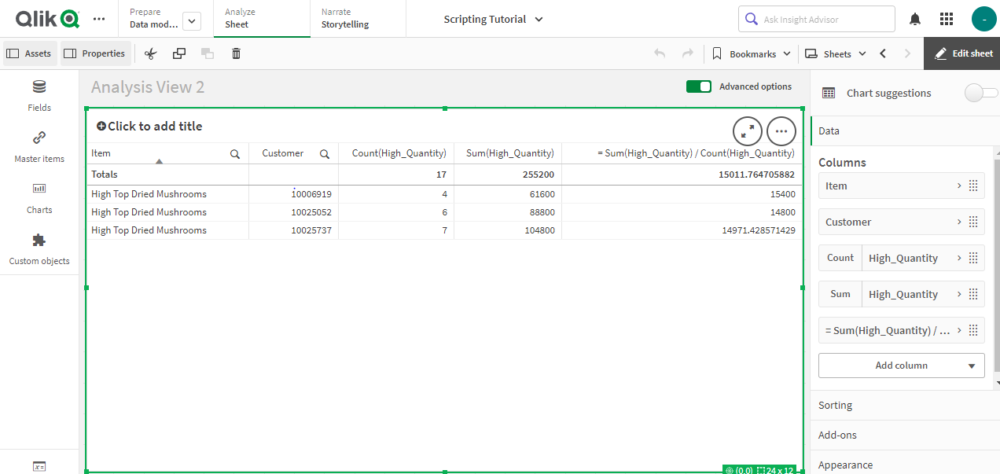 Qlik
Prepare
Data mod...
Analyze
Sheet
Narrate
Storytelling
Scripting Tutorial
Ask Insight Advisor
-
Assets
Properties
Bookmarks
Sheets
Edit sheet
Fields
Master items
Charts
Custom objects
Analysis View 2
Advanced options
Click to add title
Item Customer Count(High_Quantity) Sum(High_Quantity) = Sum(High_Quantity) / Count(High_Quantity)
Totals 17 255200 15011.764705882
High Top Dried Mushrooms 10006919 4 61600 15400
High Top Dried Mushrooms 10025052 6 88800 14800
High Top Dried Mushrooms 10025737 7 104800 14971.428571429
(0,0) 24 x 12
Chart suggestions
Data
Columns
Item
Customer
Count High_Quantity
Sum High_Quantity
= Sum(High_Quantity) / ...
Add column
Sorting
Add-ons
Appearance